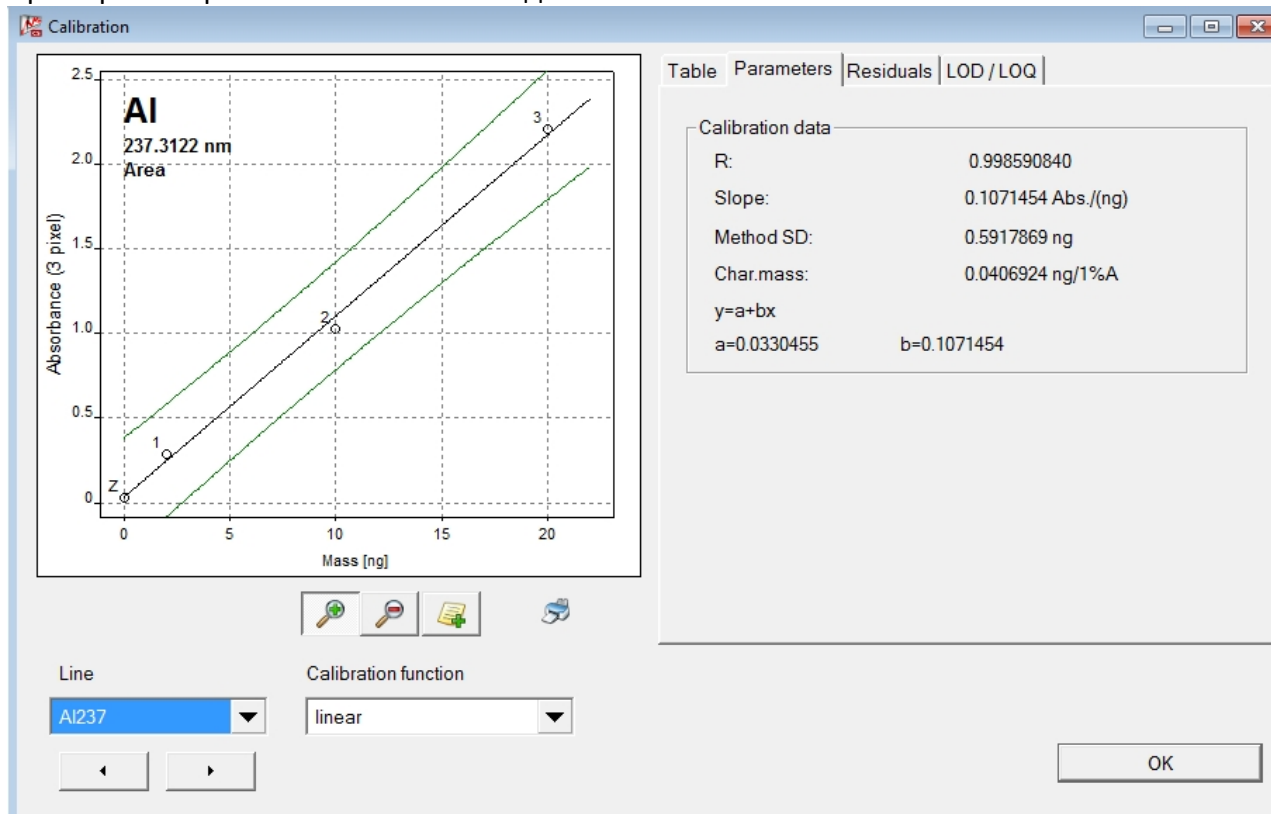 Calibration
2.5
Al
237.3122 nm
Area
3
2.0
1.5
2
1.0
0.5
1
Z
0
Absorbance (3 pixel)
0 5 10 15 20
Mass [ng]
Table Parameters Residuals LOD / LOQ
Calibration data
R: 0.998590840
Slope: 0.1071454 Abs./(ng)
Method SD: 0.5917869 ng
Char.mass: 0.0406924 ng/1%A
y=a+bx
a=0.0330455 b=0.1071454
Line
Calibration function
Al237
linear
OK